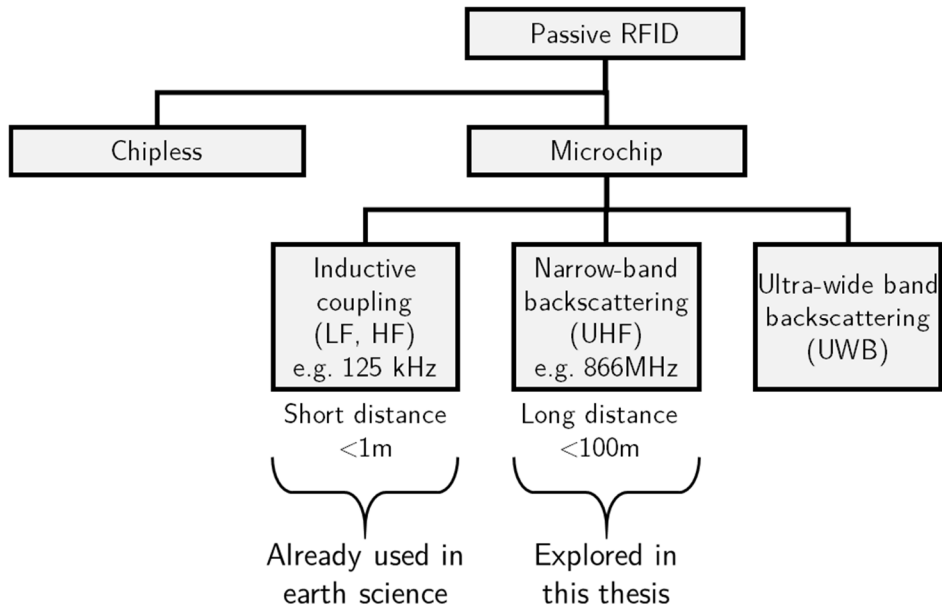 Passive RFID
Chipless
Microchip
Inductive
coupling
(LF, HF)
e.g. 125 kHz
Narrow-band
backscattering
(UHF)
e.g. 866MHz
Ultra-wide band
backscattering
(UWB)
Short distance
<1m
Long distance
<100m
Already used in
earth science
Explored in
this thesis